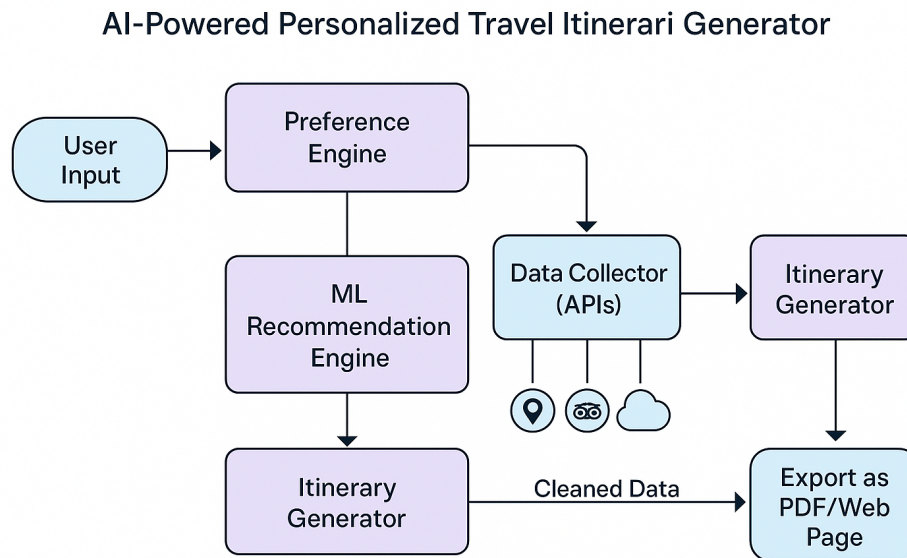 AI-Powered Personalized Travel Itinerari Generator
User
Input
Preference
Engine
ML
Recommendation
Engine
Data Collector
(APIs)
Itinerary
Generator
Itinerary
Generator
Cleaned Data
Export as
PDF/Web
Page